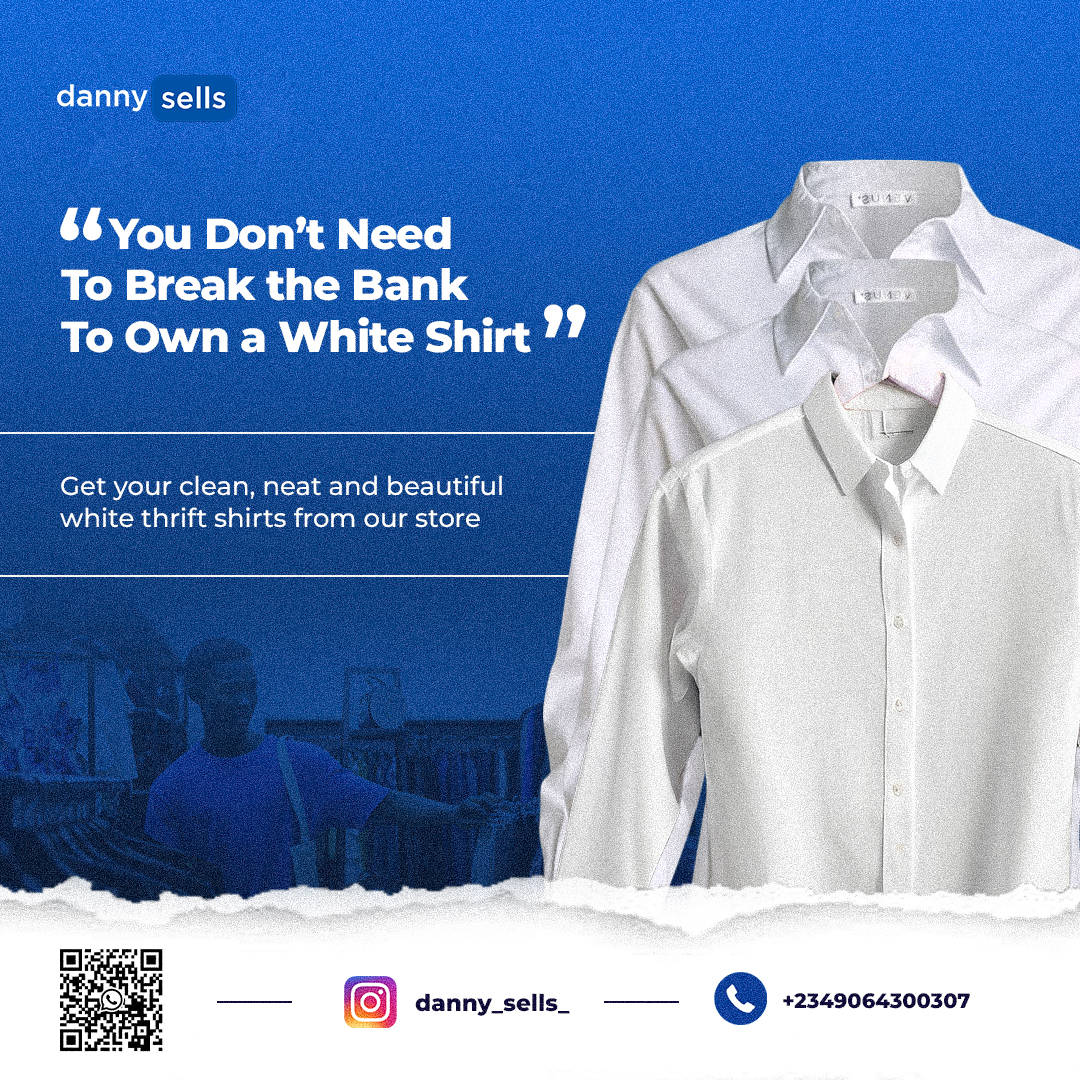 danny sells
“You Don’t Need
To Break the Bank
To Own a White Shirt”
Get your clean, neat and beautiful
white thrift shirts from our store
danny_sells_
+2349064300307